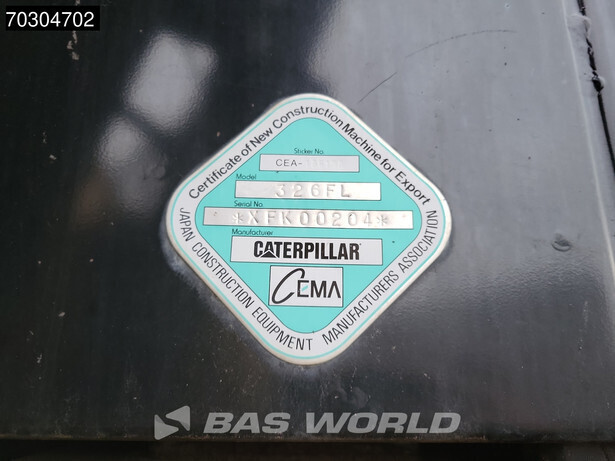 70304702
Certificate of New Construction Machine for Export
Sticker No.
CEA-
Model
326FL
Serial No.
*XFK00204*
Manufacturer
CATERPILLAR
CEMA
JAPAN CONSTRUCTION EQUIPMENT MANUFACTURERS ASSOCIATION
BAS WORLD